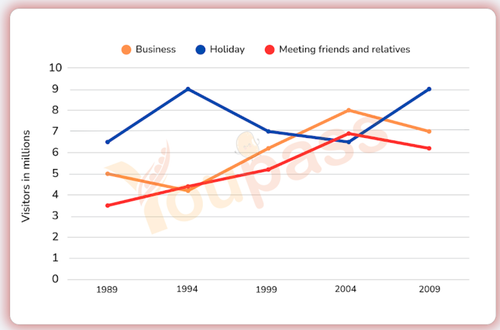 Business Holiday Meeting friends and relatives
Visitors in millions
10
9
8
7
6
5
4
3
2
1
0
1989 1994 1999 2004 2009
Youpass